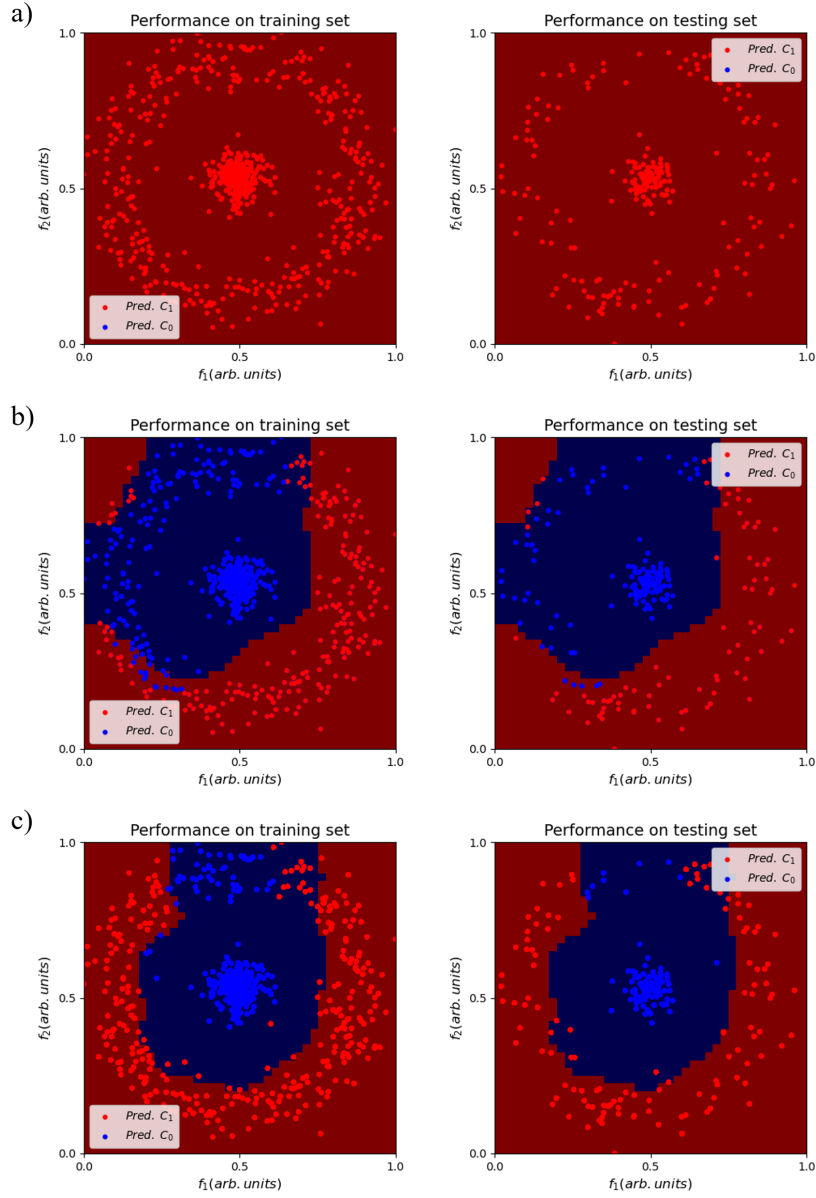 a)
Performance on training set
Performance on testing set
1.0
0.5
0.0
f₂(arb. units)
Pred. C₁
Pred. C₀
0.0 0.5 1.0
f₁(arb. units)
1.0
0.5
0.0
f₂(arb. units)
Pred. C₁
Pred. C₀
0.0 0.5 1.0
f₁(arb. units)
b)
Performance on training set
Performance on testing set
1.0
0.5
0.0
f₂(arb. units)
Pred. C₁
Pred. C₀
0.0 0.5 1.0
f₁(arb. units)
1.0
0.5
0.0
f₂(arb. units)
Pred. C₁
Pred. C₀
0.0 0.5 1.0
f₁(arb. units)
c)
Performance on training set
Performance on testing set
1.0
0.5
0.0
f₂(arb. units)
Pred. C₁
Pred. C₀
0.0 0.5 1.0
f₁(arb. units)
1.0
0.5
0.0
f₂(arb. units)
Pred. C₁
Pred. C₀
0.0 0.5 1.0
f₁(arb. units)